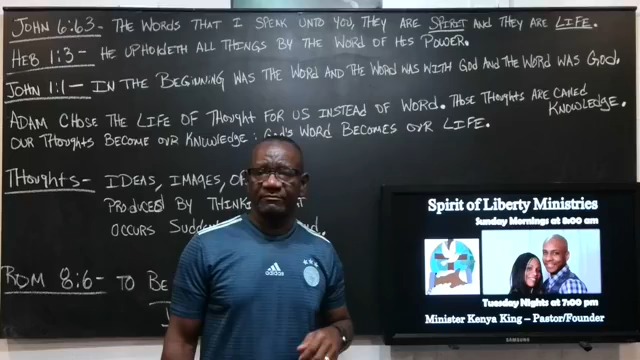 JOHN 6:63- THE WORDS THAT I SPEAK UNTO YOU, THEY ARE SPIRIT AND THEY ARE LIFE.
HEB 1:3- HE UPHOLDETH ALL THINGS BY THE WORD OF HIS POWER.
JOHN 1:1- IN THE BEGINNING WAS THE WORD AND THE WORD WAS WITH GOD AND THE WORD WAS GOD.
ADAM CHOSE THE LIFE OF THOUGHT FOR US INSTEAD OF WORD. THOSE THOUGHTS ARE CALLED KNOWLEDGE.
OUR THOUGHTS BECOME OUR KNOWLEDGE; GOD'S WORD BECOMES OUR LIFE.
THOUGHTS- IDEAS, IMAGES,
PRODUCED BY
OCCURS
ROM 8:6- TO BE
adidas
Spirit of Liberty Ministries
Sunday Mornings at 8:00 am
Tuesday Nights at 7:00 pm
Minister Kenya King – Pastor/Founder
SAMSUNG